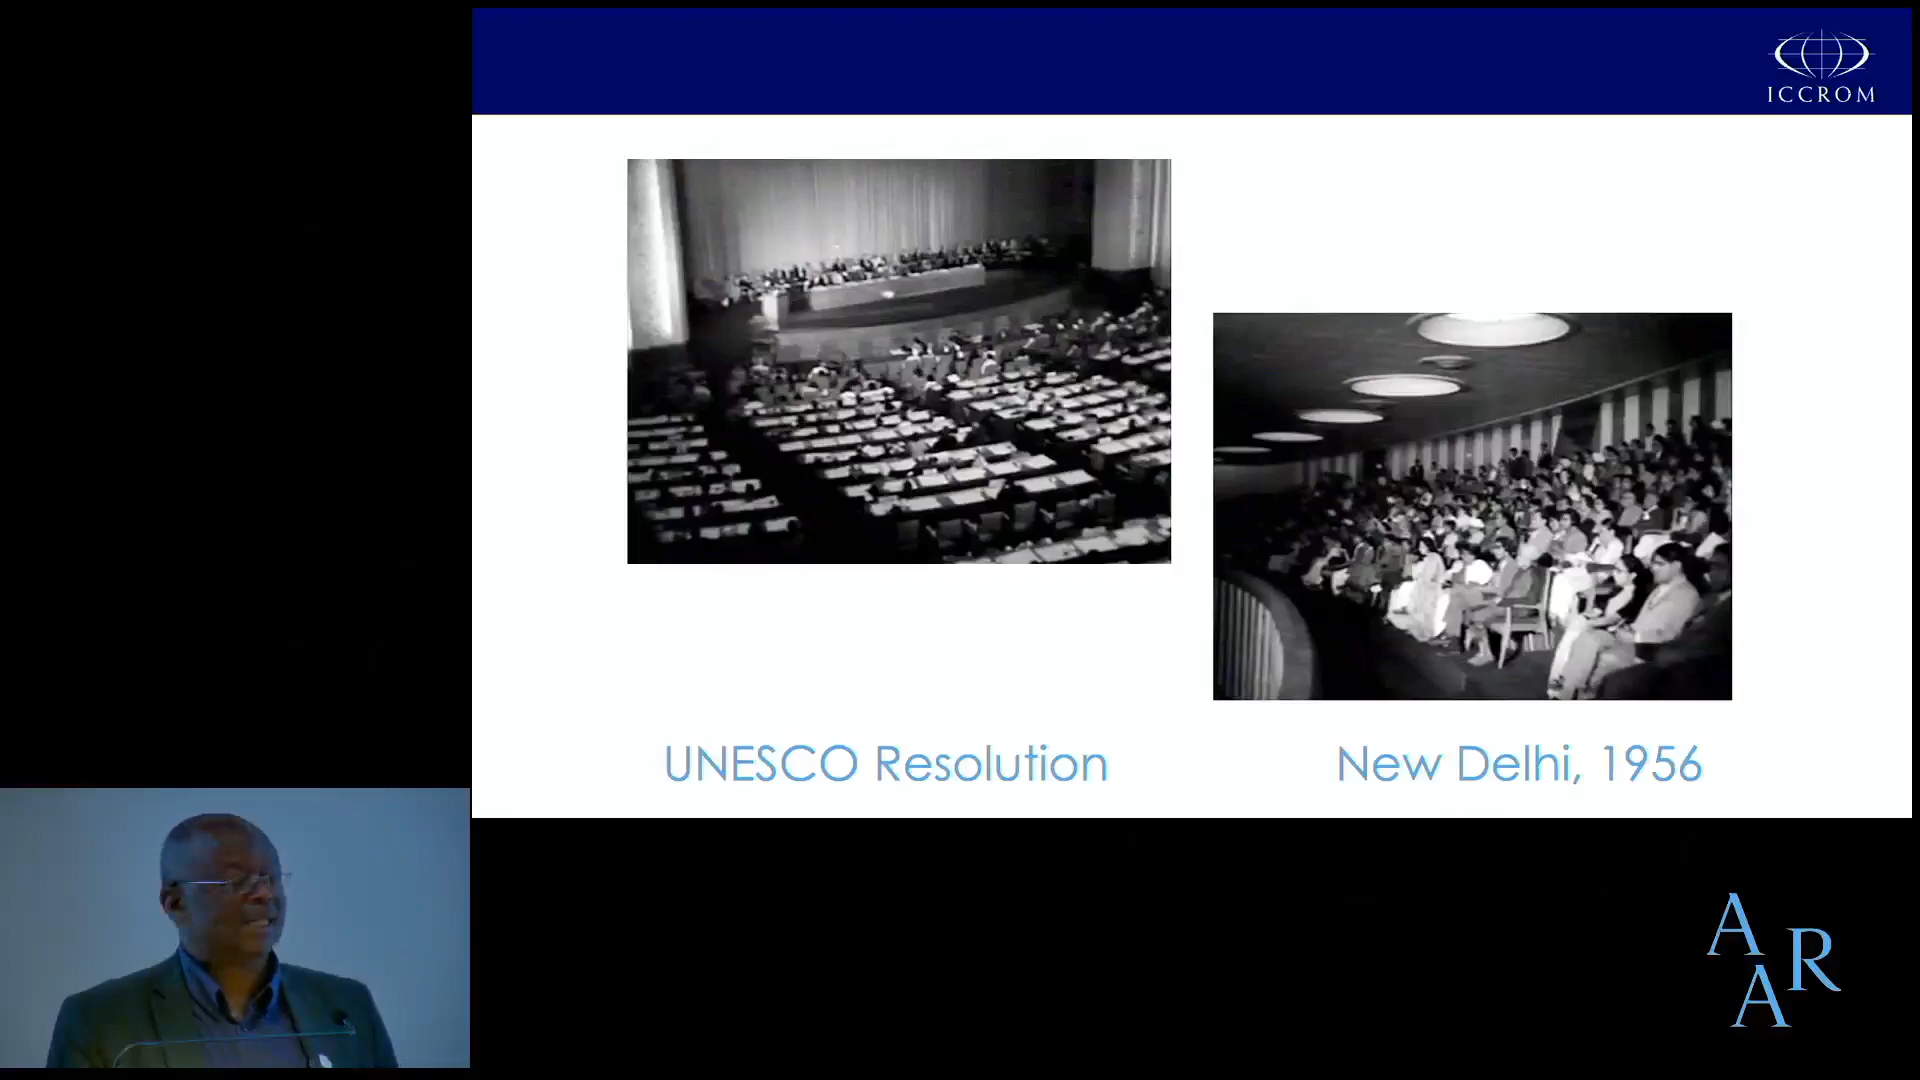 ICCROM
UNESCO Resolution
New Delhi, 1956
A
R
A